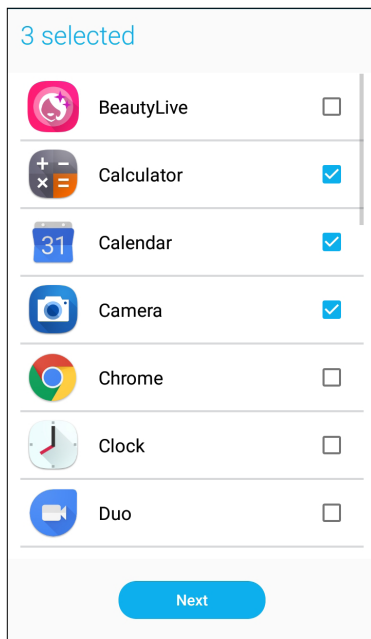 3 selected
BeautyLive
Calculator
31
Calendar
Camera
Chrome
Clock
Duo
Next